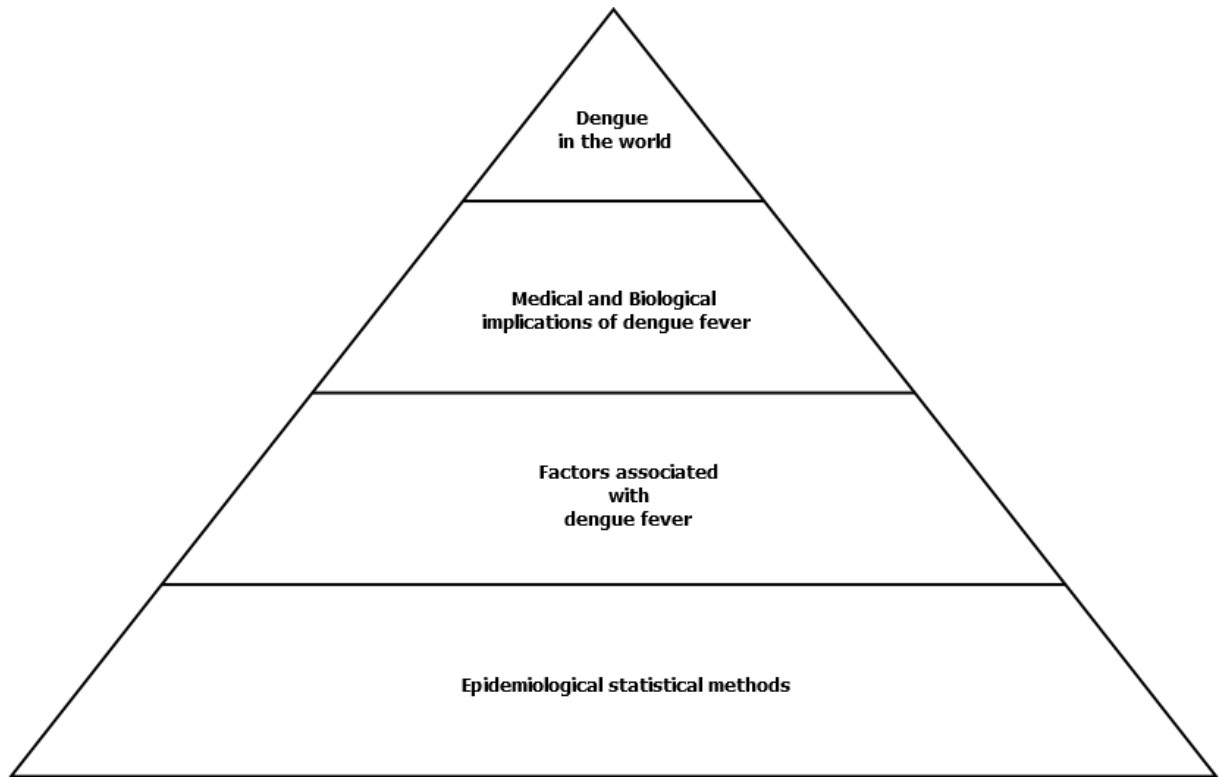 Dengue
in the world
Medical and Biological
implications of dengue fever
Factors associated
with
dengue fever
Epidemiological statistical methods